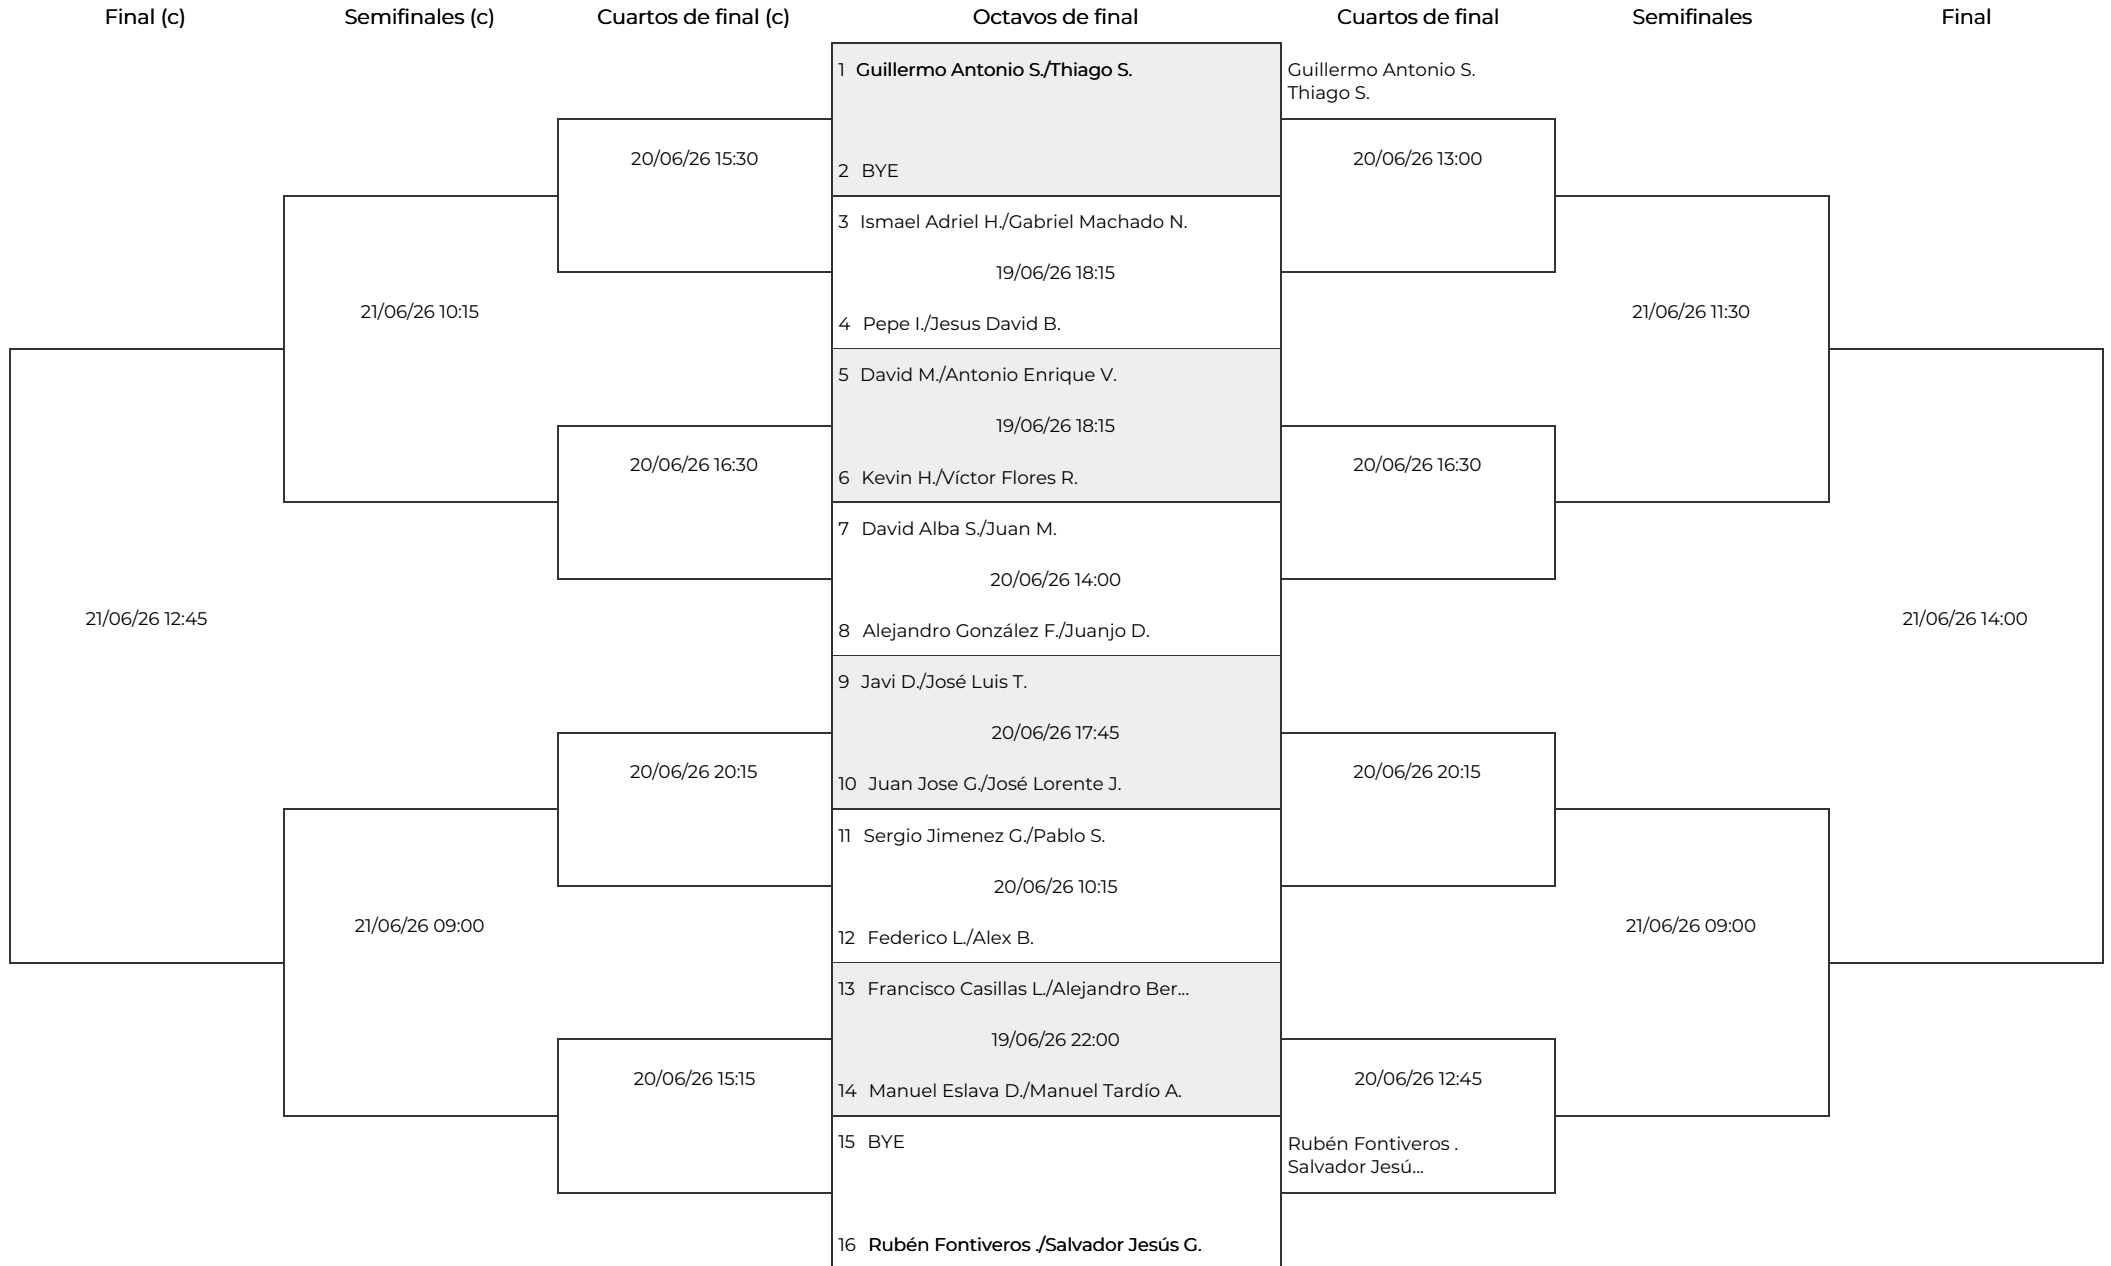 Final (c)
Semifinales (c)
Cuartos de final (c)
Octavos de final
Cuartos de final
Semifinales
Final
1 Guillermo Antonio S./Thiago S.
2 BYE
3 Ismael Adriel H./Gabriel Machado N.
19/06/26 18:15
4 Pepe I./Jesus David B.
5 David M./Antonio Enrique V.
19/06/26 18:15
6 Kevin H./Víctor Flores R.
7 David Alba S./Juan M.
20/06/26 14:00
8 Alejandro González F./Juanjo D.
9 Javi D./José Luis T.
20/06/26 17:45
10 Juan Jose G./José Lorente J.
11 Sergio Jimenez G./Pablo S.
20/06/26 10:15
12 Federico L./Alex B.
13 Francisco Casillas L./Alejandro Ber...
19/06/26 22:00
14 Manuel Eslava D./Manuel Tardío A.
15 BYE
16 Rubén Fontiveros ./Salvador Jesús G.
20/06/26 15:30
20/06/26 16:30
20/06/26 20:15
20/06/26 15:15
21/06/26 10:15
21/06/26 09:00
21/06/26 12:45
Guillermo Antonio S.
Thiago S.
20/06/26 13:00
20/06/26 16:30
20/06/26 20:15
20/06/26 12:45
Rubén Fontiveros .
Salvador Jesú...
21/06/26 11:30
21/06/26 09:00
21/06/26 14:00